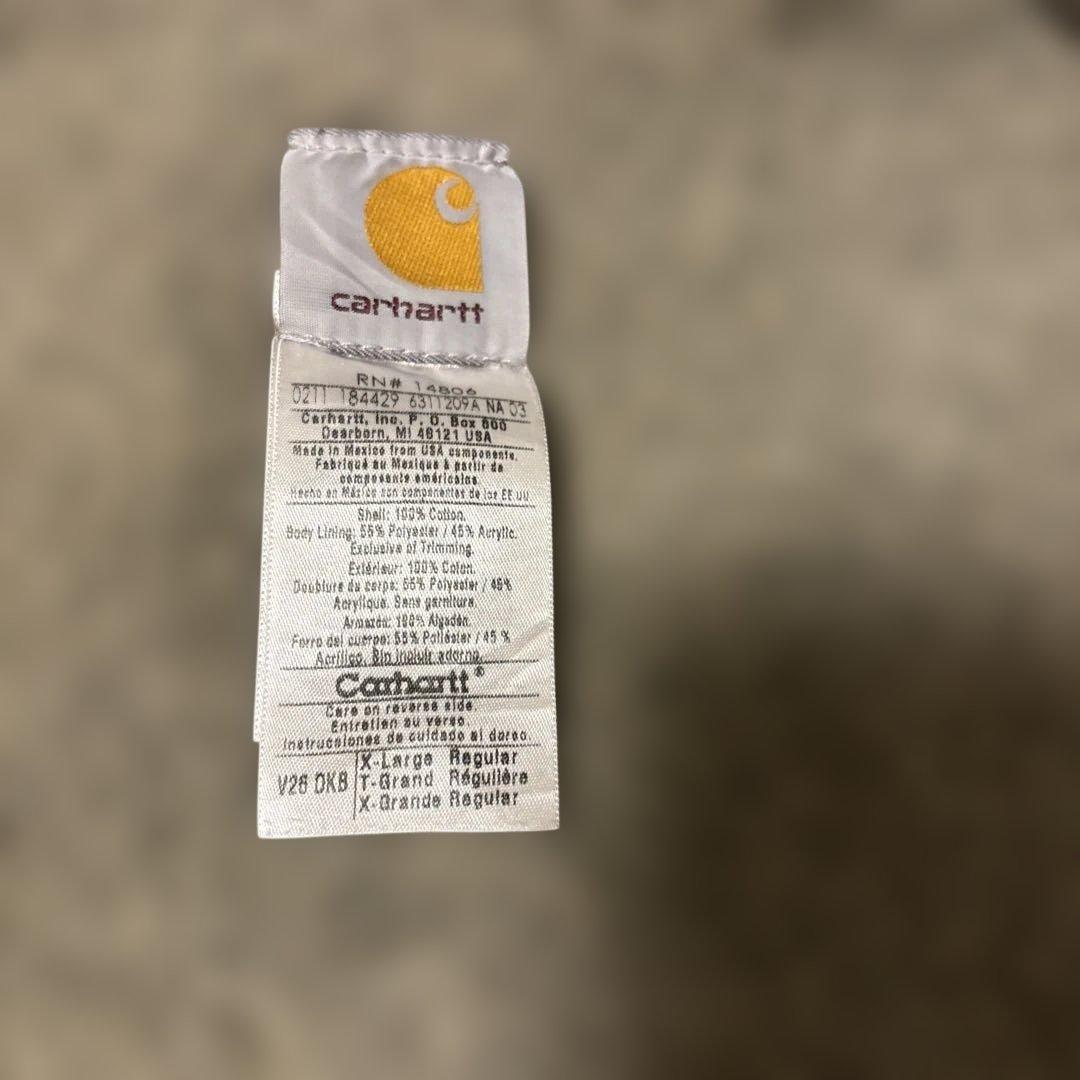 carhartt
RN# 14806
0211 184429 6311209A NA 03
Carhartt, Inc. P. O. Box 600
Dearborn, MI 48121 USA
Made in Mexico from USA components.
Fabriqué au Mexique à partir de
composants américains
Hecho en México con componentes de los EE UU
Shell: 100% Cotton.
Body Lining: 55% Polyester / 45% Acrylic.
Exclusive of Trimming.
Extérieur: 100% Coton.
Doublure du corps: 55% Polyester / 45%
Acrylique. Sans garniture.
Armazón: 100% Algodón.
Forro del cuerpo: 55% Poliéster / 45 %
Acrílico. Sin incluir adorno.
Carhartt®
Care on reverse side.
Entretien au verso.
Instrucciones de cuidado al dorso.
V26 DKB
X-Large Regular
T-Grand Régulière
X-Grande Regular